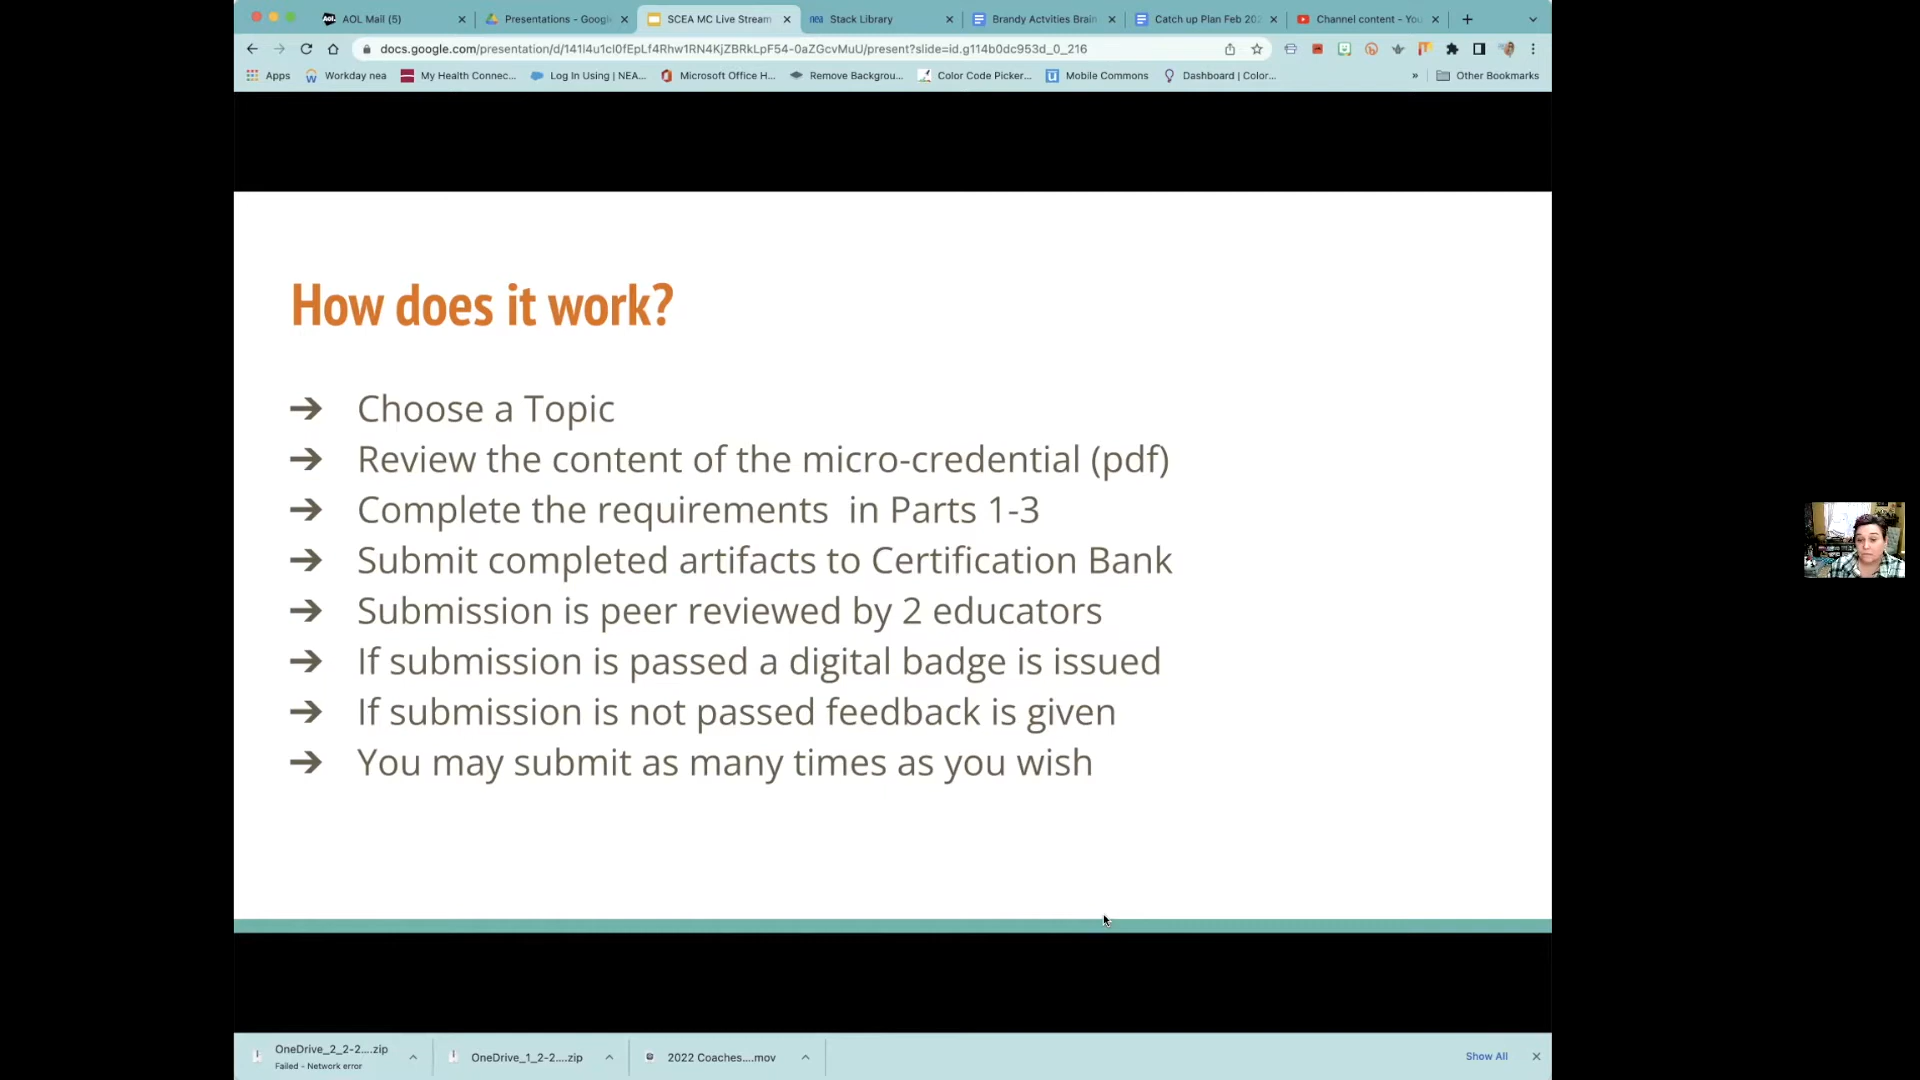 AOL Mail (5)
Presentations - Googl
SCEA MC Live Stream
nea Stack Library
Brandy Actvities Brain
Catch up Plan Feb 202
Channel content - You
docs.google.com/presentation/d/141l4u1cl0fEpLf4Rhw1RN4KjZBRkLpF54-0aZGcvMuU/present?slide=id.g114b0dc953d_0_216
Apps
Workday nea
My Health Connec...
Log In Using | NEA...
Microsoft Office H...
Remove Backgrou...
Color Code Picker...
Mobile Commons
Dashboard | Color...
»
Other Bookmarks
How does it work?
➔ Choose a Topic
➔ Review the content of the micro-credential (pdf)
➔ Complete the requirements  in Parts 1-3
➔ Submit completed artifacts to Certification Bank
➔ Submission is peer reviewed by 2 educators
➔ If submission is passed a digital badge is issued
➔ If submission is not passed feedback is given
➔ You may submit as many times as you wish
OneDrive_2_2-2....zip
Failed - Network error
OneDrive_1_2-2....zip
2022 Coaches....mov
Show All